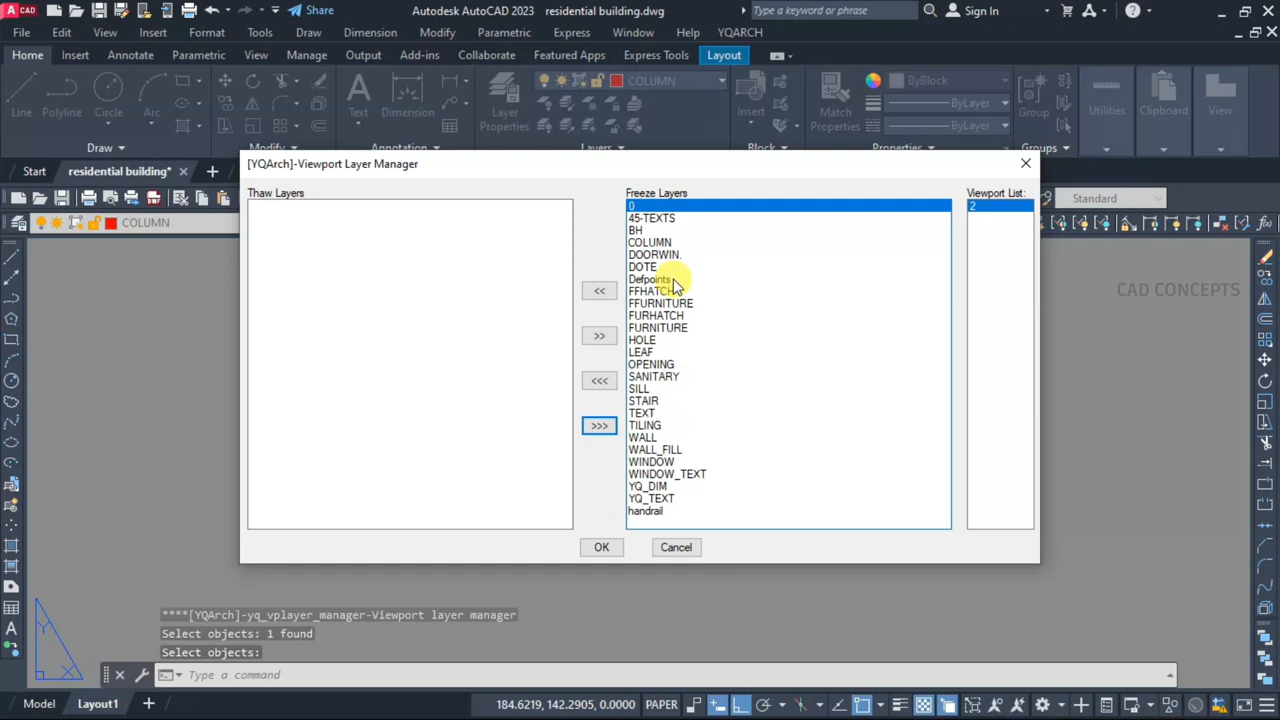 Share
Autodesk AutoCAD 2023 residential building.dwg
Type a keyword or phrase
Sign In
File Edit View Insert Format Tools Draw Dimension Modify Parametric Express Window Help YQARCH
Home Insert Annotate Parametric View Manage Output Add-ins Collaborate Featured Apps Express Tools Layout
Line Polyline Circle Arc
Text Dimension
Layer Properties
COLUMN
Insert
Match Properties
ByBlock
ByLayer
ByLayer
Group
Utilities
Clipboard
View
Draw
Modify
Annotation
Layers
Block
Properties
Groups
Start
residential building*
[YQArch]-Viewport Layer Manager
Standard
COLUMN
Thaw Layers
Freeze Layers
Viewport List:
0
45-TEXTS
BH
COLUMN
DOORWIN.
DOTE
Defpoints
FFHATCH
FFURNITURE
FURHATCH
FURNITURE
HOLE
LEAF
OPENING
SANITARY
SILL
STAIR
TEXT
TILING
WALL
WALL_FILL
WINDOW
WINDOW_TEXT
YQ_DIM
YQ_TEXT
handrail
2
<<
>>
<<<
>>>
OK
Cancel
CAD CONCEPTS
****[YQArch]-yq_vplayer_manager-Viewport layer manager
Select objects: 1 found
Select objects:
Type a command
Y
X
Model
Layout1
184.6219, 142.2905, 0.0000
PAPER